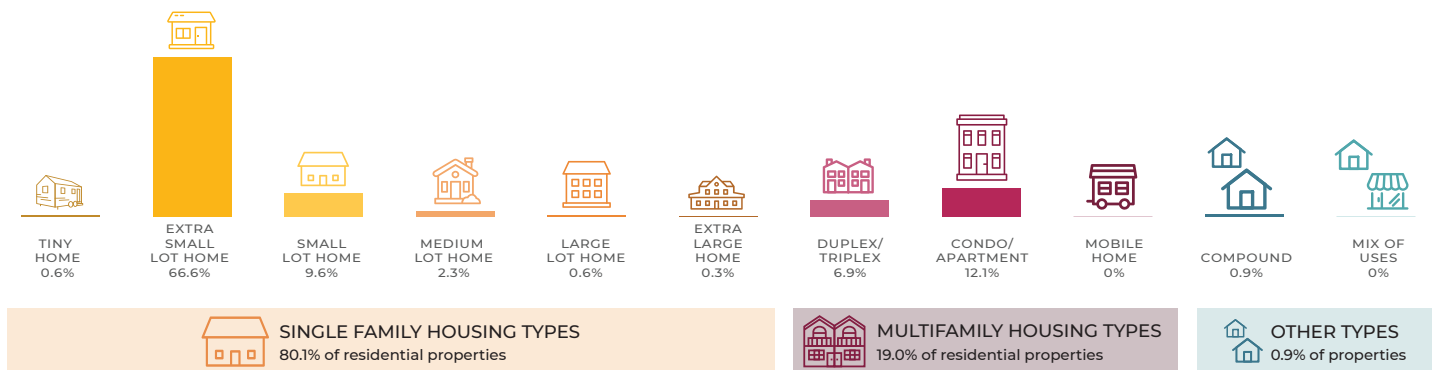 TINY
HOME
0.6%
EXTRA
SMALL
LOT HOME
66.6%
SMALL
LOT HOME
9.6%
MEDIUM
LOT HOME
2.3%
LARGE
LOT HOME
0.6%
EXTRA
LARGE
HOME
0.3%
DUPLEX/
TRIPLEX
6.9%
CONDO/
APARTMENT
12.1%
MOBILE
HOME
0%
COMPOUND
0.9%
MIX OF
USES
0%
SINGLE FAMILY HOUSING TYPES
80.1% of residential properties
MULTIFAMILY HOUSING TYPES
19.0% of residential properties
OTHER TYPES
0.9% of properties